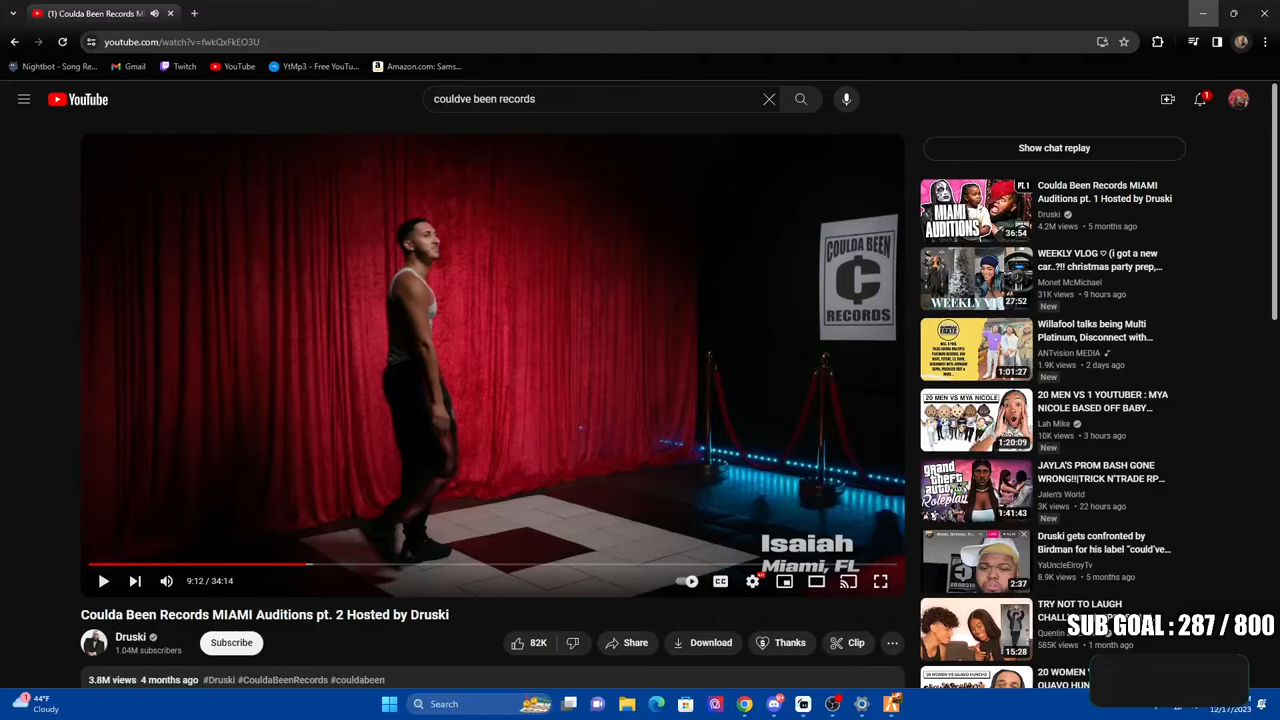 (1) Coulda Been Records M
youtube.com/watch?v=fwkQxFkEO3U
Nightbot - Song Re...
Gmail
Twitch
YouTube
YtMp3 - Free YouTu...
Amazon.com: Sams...
YouTube
couldve been records
1
COULDA BEEN
C
RECORDS
Isaiah
Miami, FL
9:12 / 34:14
CC
4K
Coulda Been Records MIAMI Auditions pt. 2 Hosted by Druski
Druski
1.04M subscribers
Subscribe
82K
Share
Download
Thanks
Clip
3.8M views 4 months ago #Druski #CouldaBeenRecords #couldabeen
Show chat replay
PT. 1
MIAMI
AUDITIONS
36:54
Coulda Been Records MIAMI
Auditions pt. 1 Hosted by Druski
Druski
4.2M views • 5 months ago
27:52
WEEKLY VLOG ♡ (i got a new
car..?!! christmas party prep,...
Monet McMichael
31K views • 9 hours ago
New
1:01:27
Willafool talks being Multi
Platinum, Disconnect with...
ANTvision MEDIA
1.9K views • 2 days ago
New
20 MEN VS MYA NICOLE
1:20:09
20 MEN VS 1 YOUTUBER : MYA
NICOLE BASED OFF BABY...
Lah Mike
10K views • 3 hours ago
New
grand
theft
auto
Roleplay
1:41:43
JAYLA'S PROM BASH GONE
WRONG!!|TRICK N'TRADE RP...
Jalen's World
3K views • 22 hours ago
New
2:37
Druski gets confronted by
Birdman for his label “could've...
YaUncleElroyTv
8.9K views • 5 months ago
15:28
TRY NOT TO LAUGH
CHALL
Quenlin
585K views • 1 month ago
SUB GOAL : 287 / 800
20 WOMEN
QUAVO HUNCHO
44°F
Cloudy
Search
12/17/2023